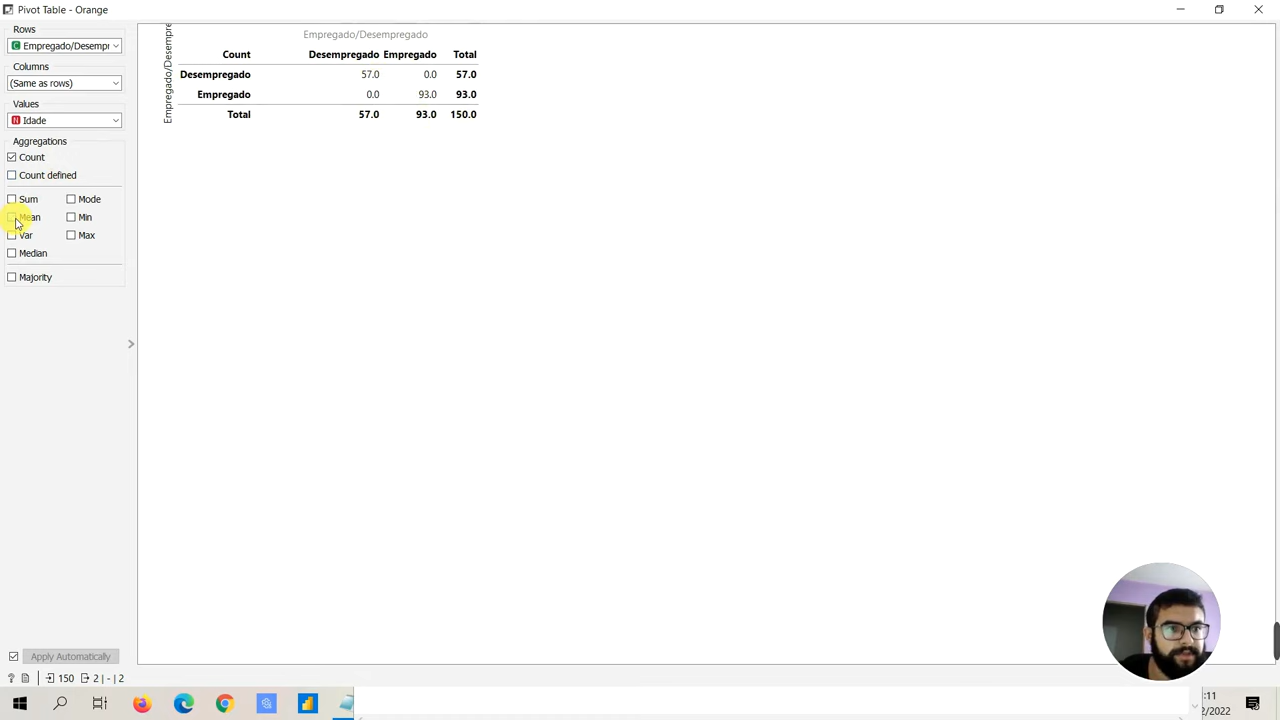 Pivot Table - Orange
Rows
Empregado/Desempr
Columns
(Same as rows)
Values
N Idade
Aggregations
Count
Count defined
Sum Mode
Mean Min
Var Max
Median
Majority
Apply Automatically
150 2 | - | 2
Empregado/Desempregado
Empregado/Desempre
Count Desempregado Empregado Total
Desempregado 57.0 0.0 57.0
Empregado 0.0 93.0 93.0
Total 57.0 93.0 150.0
:11
2/2022